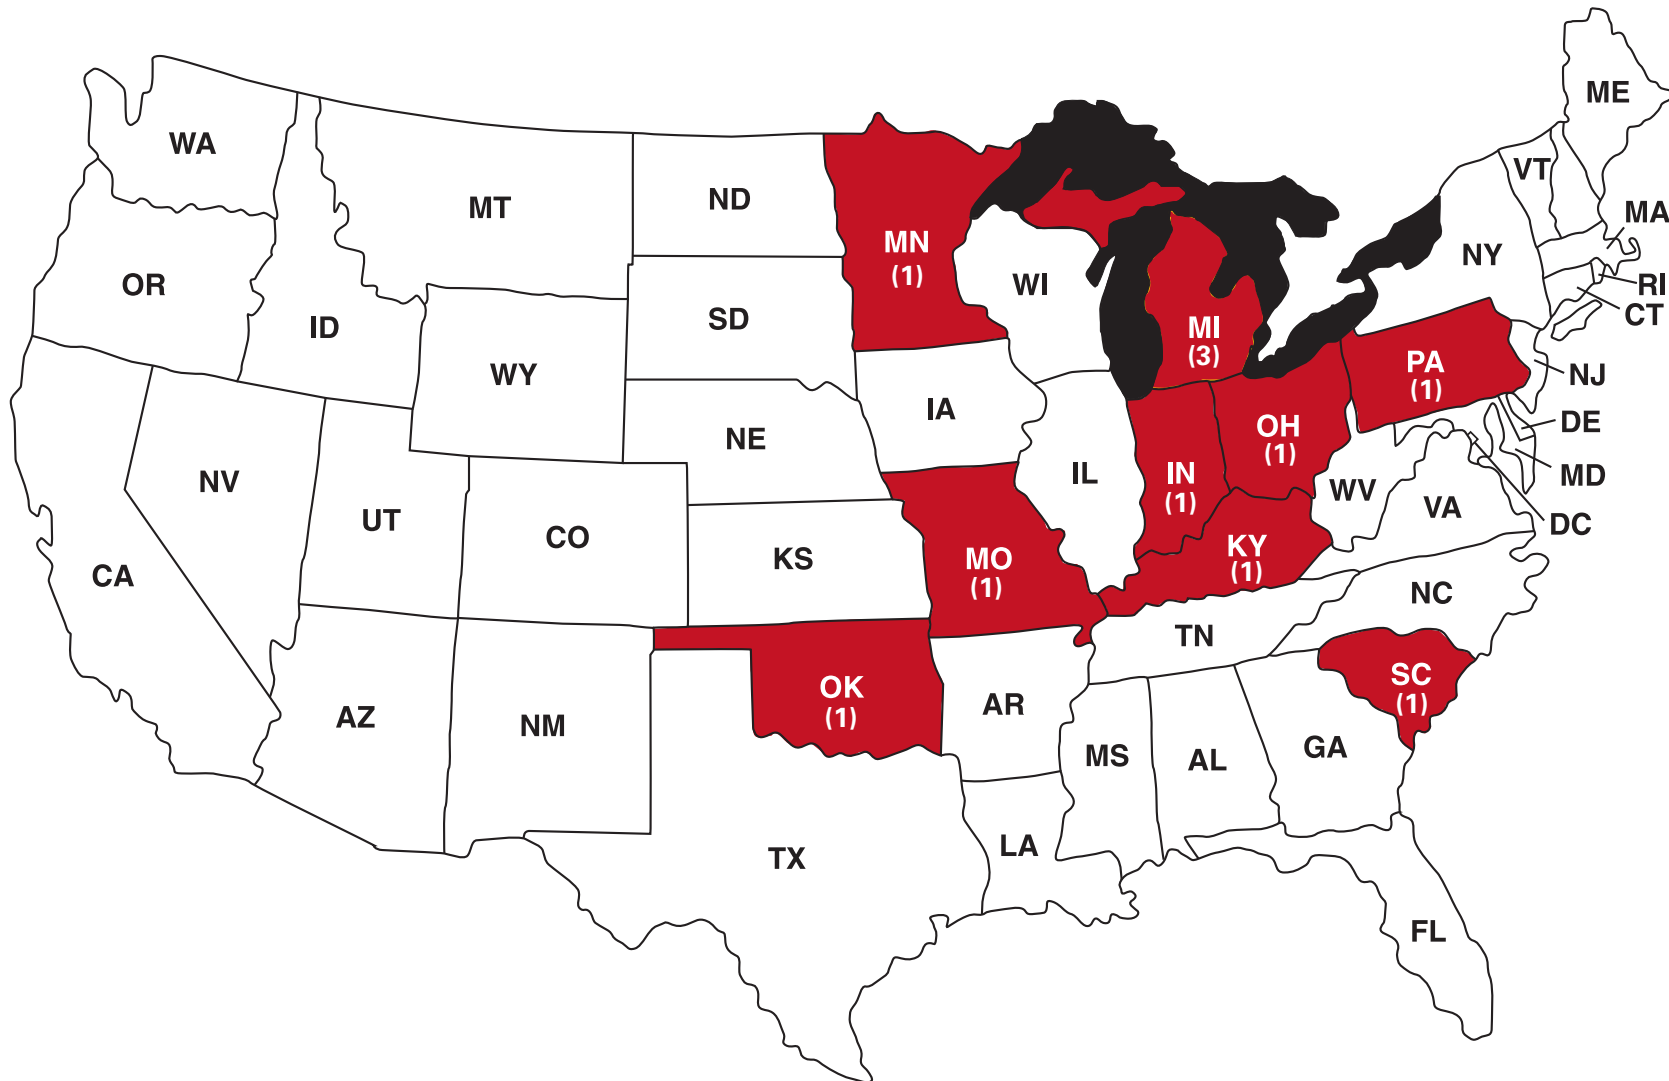 ME
WA
VT
MT
ND
MA
MN
(1)
NY
OR
WI
RI
CT
SD
ID
MI
(3)
PA
(1)
WY
NJ
IA
DE
OH
(1)
NE
NV
IL
IN
(1)
MD
WV
VA
UT
DC
CO
KY
(1)
KS
MO
(1)
CA
NC
TN
SC
(1)
OK
(1)
AR
AZ
NM
GA
MS
AL
LA
TX
FL